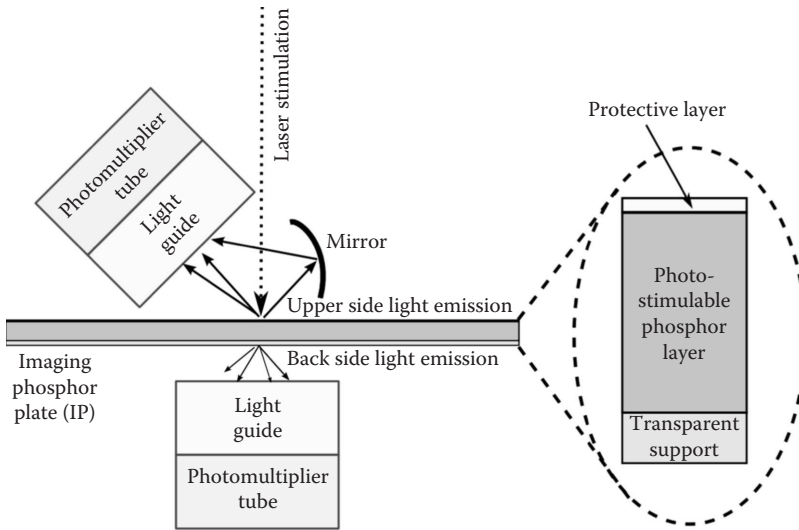 Photomultiplier
tube
Light
guide
Laser stimulation
Mirror
Upper side light emission
Back side light emission
Imaging
phosphor
plate (IP)
Light
guide
Photomultiplier
tube
Protective layer
Photo-
stimulable
phosphor
layer
Transparent
support